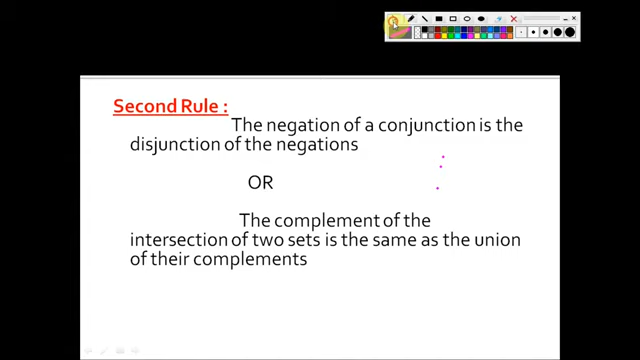 Second Rule :
The negation of a conjunction is the
disjunction of the negations
OR
The complement of the
intersection of two sets is the same as the union
of their complements